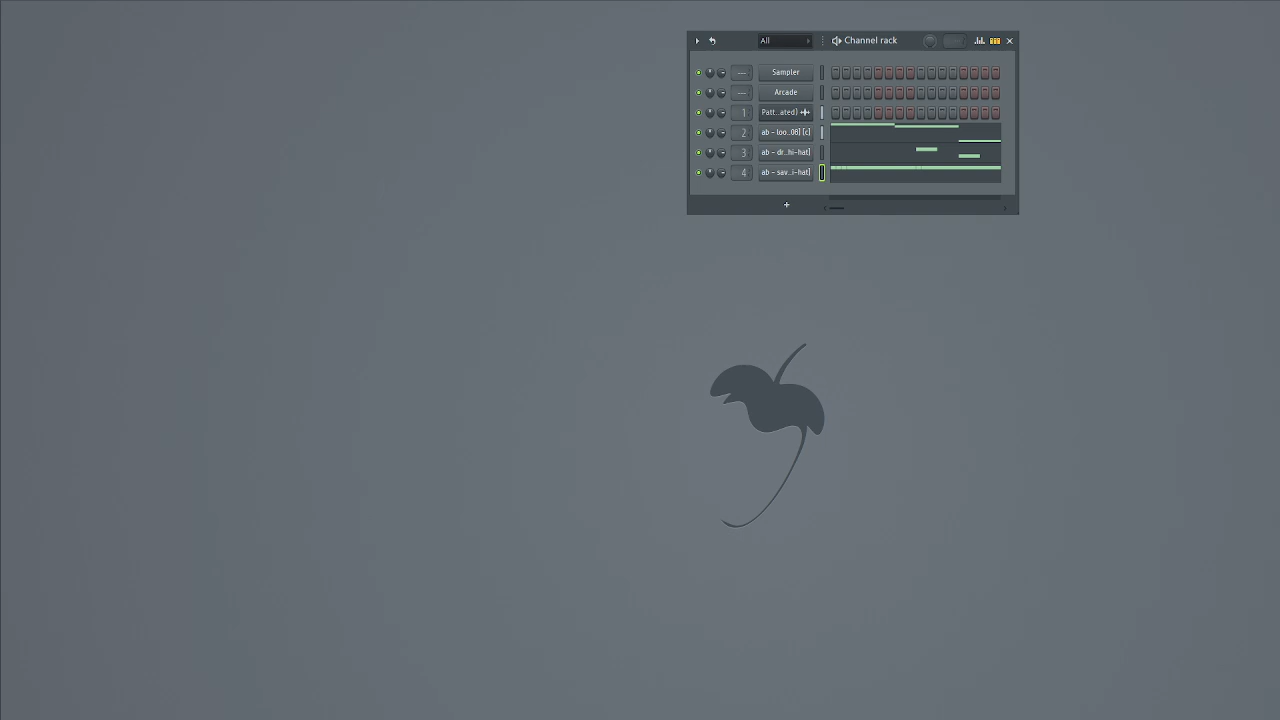 All Channel rack
--- Sampler
--- Arcade
1 Patt..ated]
2 ab - loo..08] [c]
3 ab - dr..hi-hat]
4 ab - sav..i-hat]
+